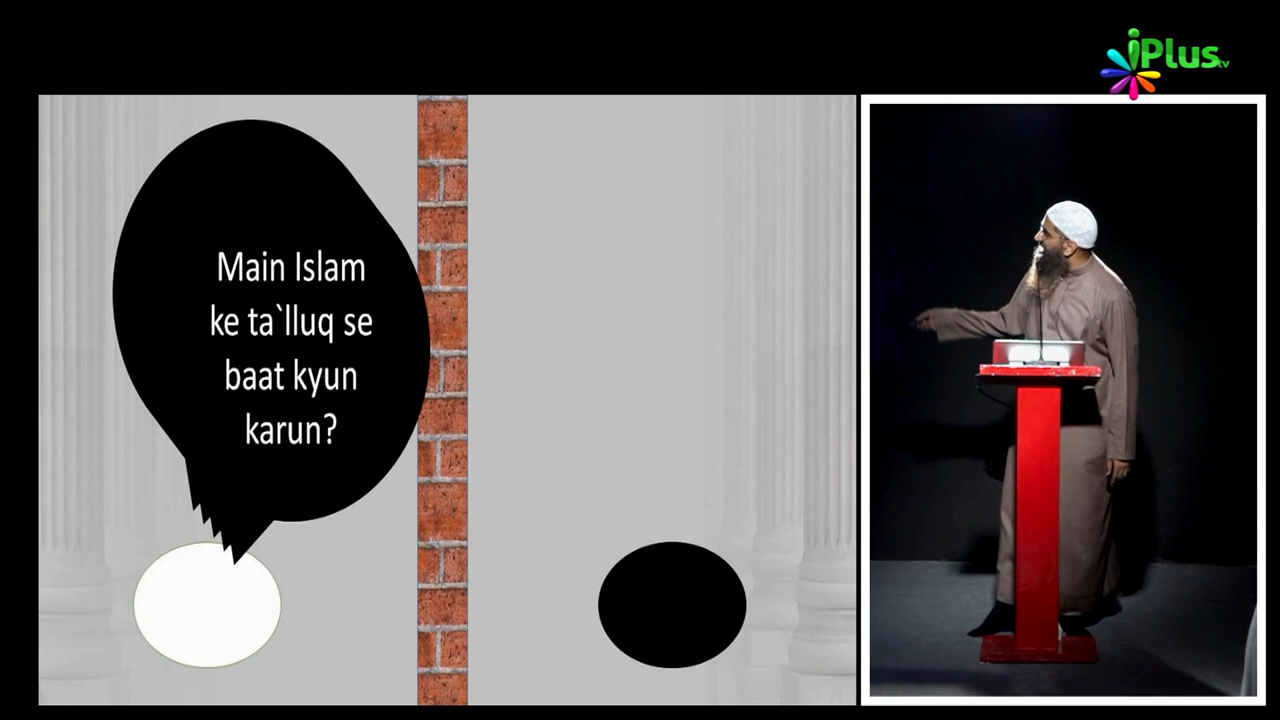 iPlus tv
Main Islam
ke ta`lluq se
baat kyun
karun?